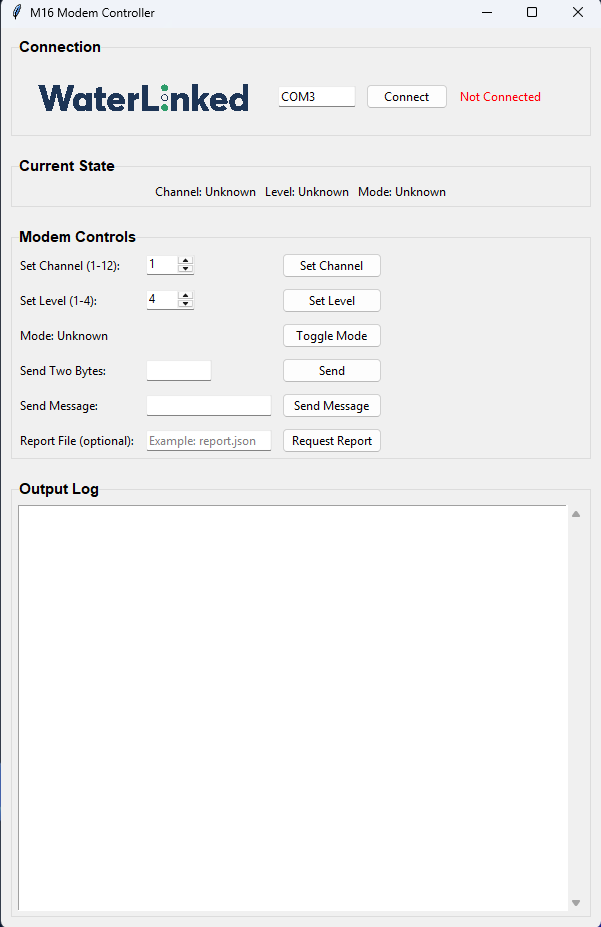 M16 Modem Controller
Connection
WaterLinked COM3 Connect Not Connected
Current State
Channel: Unknown Level: Unknown Mode: Unknown
Modem Controls
Set Channel (1-12): 1 Set Channel
Set Level (1-4): 4 Set Level
Mode: Unknown Toggle Mode
Send Two Bytes: Send
Send Message: Send Message
Report File (optional): Example: report.json Request Report
Output Log